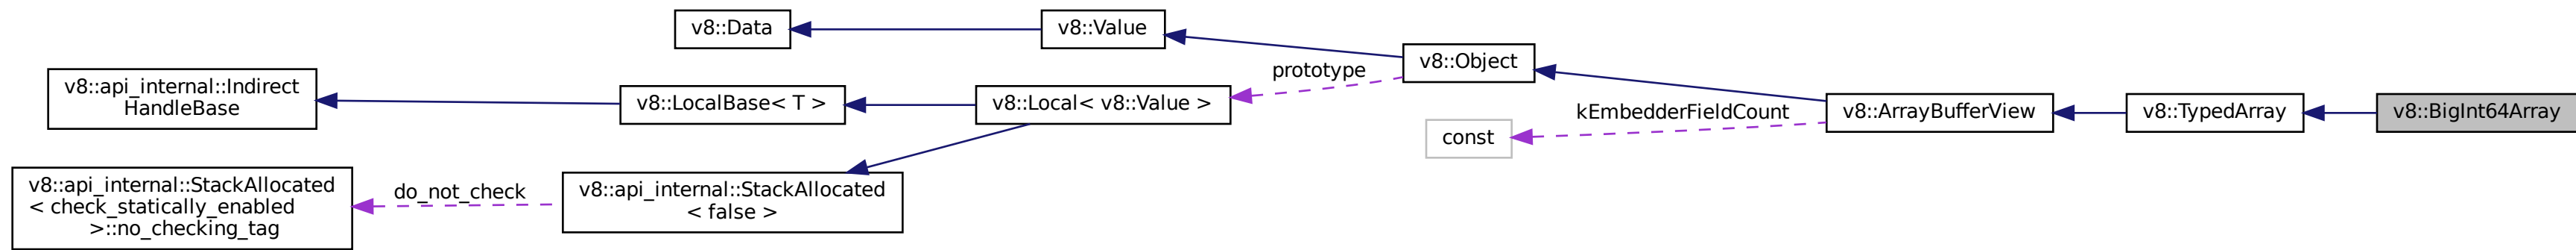 v8::Data
v8::Value
v8::Object
prototype
v8::api_internal::Indirect
HandleBase
v8::LocalBase< T >
v8::Local< v8::Value >
kEmbedderFieldCount
const
v8::ArrayBufferView
v8::TypedArray
v8::BigInt64Array
v8::api_internal::StackAllocated
< check_statically_enabled
>::no_checking_tag
do_not_check
v8::api_internal::StackAllocated
< false >